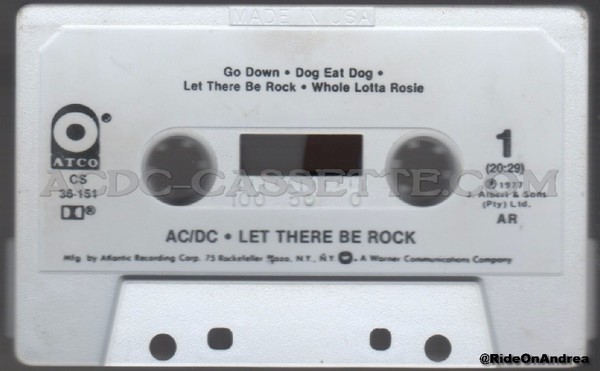 MADE IN USA
Go Down • Dog Eat Dog •
Let There Be Rock • Whole Lotta Rosie
ATCO®
CS
36-151
1
(20:29)
℗ 1977
J. Albert & Sons
(Pty) Ltd.
AR
ACDC-CASSETTE.COM
100 50 0
AC/DC • LET THERE BE ROCK
Mfg. by Atlantic Recording Corp. 75 Rockefeller Plaza, N.Y., N.Y. - A Warner Communications Company
@RideOnAndrea